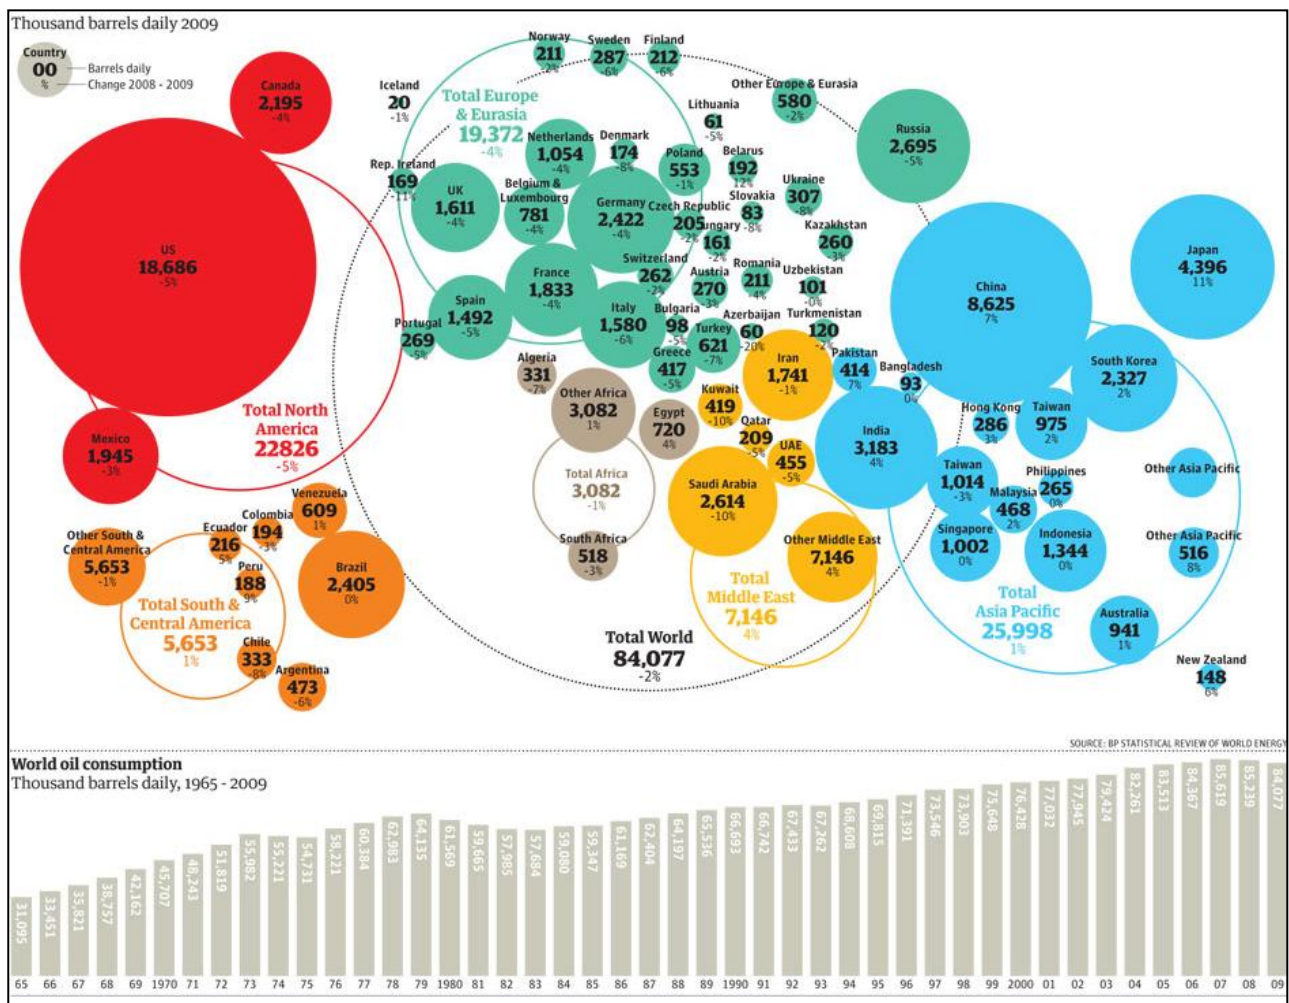 Thousand barrels daily 2009
Country
00
%
Barrels daily
Change 2008 - 2009
Canada
2,195
-4%
US
18,686
-5%
Mexico
1,945
-3%
Total North
America
22826
-5%
Venezuela
609
1%
Colombia
194
-3%
Ecuador
216
5%
Peru
188
9%
Other South &
Central America
5,653
-1%
Brazil
2,405
0%
Total South &
Central America
5,653
1%
Chile
333
-8%
Argentina
473
-6%
Norway
211
-2%
Sweden
287
-6%
Finland
212
-6%
Iceland
20
-1%
Total Europe
& Eurasia
19,372
-4%
Other Europe & Eurasia
580
-2%
Lithuania
61
-5%
Russia
2,695
-5%
Netherlands
1,054
-4%
Denmark
174
-8%
Poland
553
-1%
Belarus
192
12%
Rep. Ireland
169
-11%
UK
1,611
-4%
Belgium &
Luxembourg
781
-4%
Germany
2,422
-4%
Czech Republic
205
-2%
Slovakia
83
-8%
Ukraine
307
-8%
ungary
161
-2%
Kazakhstan
260
-3%
Switzerland
262
-2%
Austria
270
-3%
Romania
211
-4%
Uzbekistan
101
-0%
France
1,833
-4%
Spain
1,492
-5%
Italy
1,580
-6%
Portugal
269
-5%
Bulgaria
98
-5%
Turkey
621
-7%
Azerbaijan
60
-20%
Turkmenistan
120
-2%
Greece
417
-5%
Algeria
331
-7%
Other Africa
3,082
1%
Egypt
720
4%
Total Africa
3,082
-1%
South Africa
518
-3%
Iran
1,741
-1%
Kuwait
419
-10%
Qatar
209
-5%
UAE
455
-5%
Saudi Arabia
2,614
-10%
Other Middle East
7,146
4%
Total
Middle East
7,146
4%
Total World
84,077
-2%
China
8,625
7%
Japan
4,396
11%
South Korea
2,327
2%
Pakistan
414
7%
Bangladesh
93
0%
India
3,183
4%
Hong Kong
286
3%
Taiwan
975
2%
Taiwan
1,014
-3%
Philippines
265
0%
Malaysia
468
2%
Other Asia Pacific
Singapore
1,002
0%
Indonesia
1,344
0%
Other Asia Pacific
516
8%
Total
Asia Pacific
25,998
1%
Australia
941
1%
New Zealand
148
6%
SOURCE: BP STATISTICAL REVIEW OF WORLD ENERGY
World oil consumption
Thousand barrels daily, 1965 - 2009
31,095 33,451 35,821 38,757 42,162 45,707 48,243 51,819 55,982 55,221 54,731 58,221 60,384 62,983 64,135 61,569 59,665 57,985 57,684 59,080 59,347 61,169 62,404 64,197 65,536 66,693 66,742 67,433 67,262 68,608 69,815 71,391 73,546 73,903 75,648 76,428 77,032 77,945 79,424 82,261 83,513 84,367 85,619 85,239 84,077
65 66 67 68 69 1970 71 72 73 74 75 76 77 78 79 1980 81 82 83 84 85 86 87 88 89 1990 91 92 93 94 95 96 97 98 99 2000 01 02 03 04 05 06 07 08 09